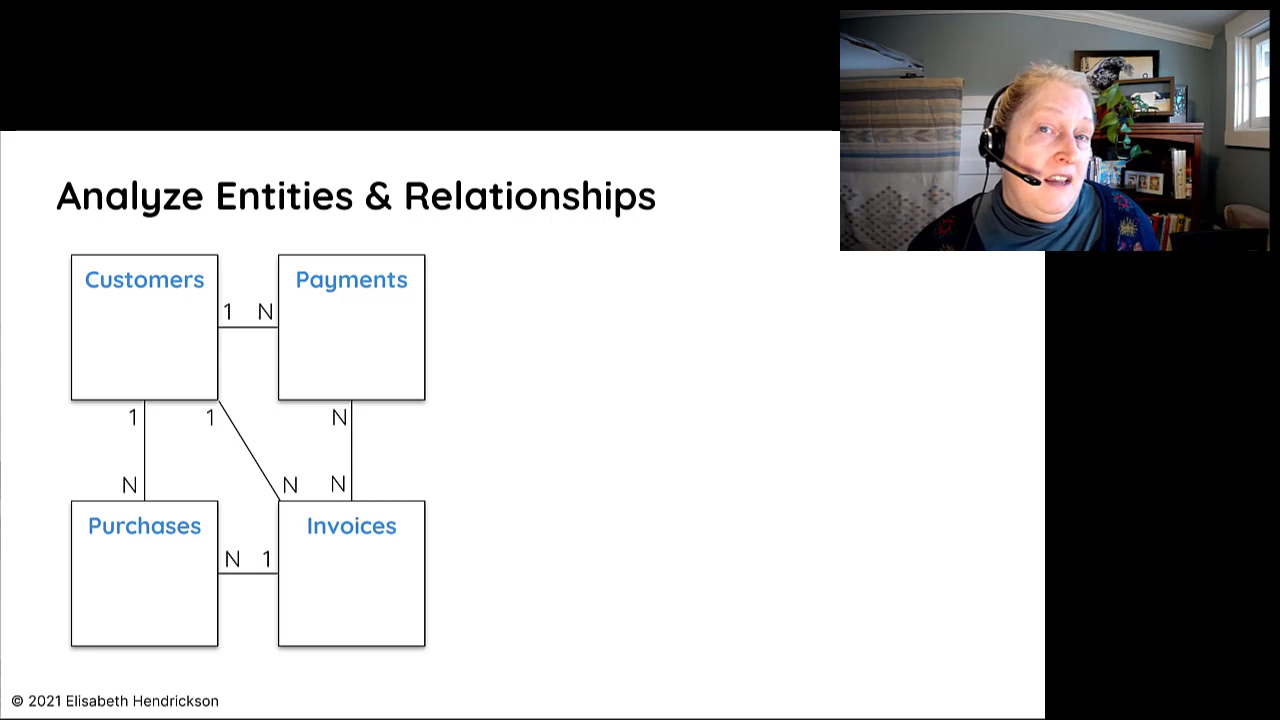 Analyze Entities & Relationships
Customers
Payments
1 N
1
1
N
N
N
N
Purchases
Invoices
N 1
© 2021 Elisabeth Hendrickson